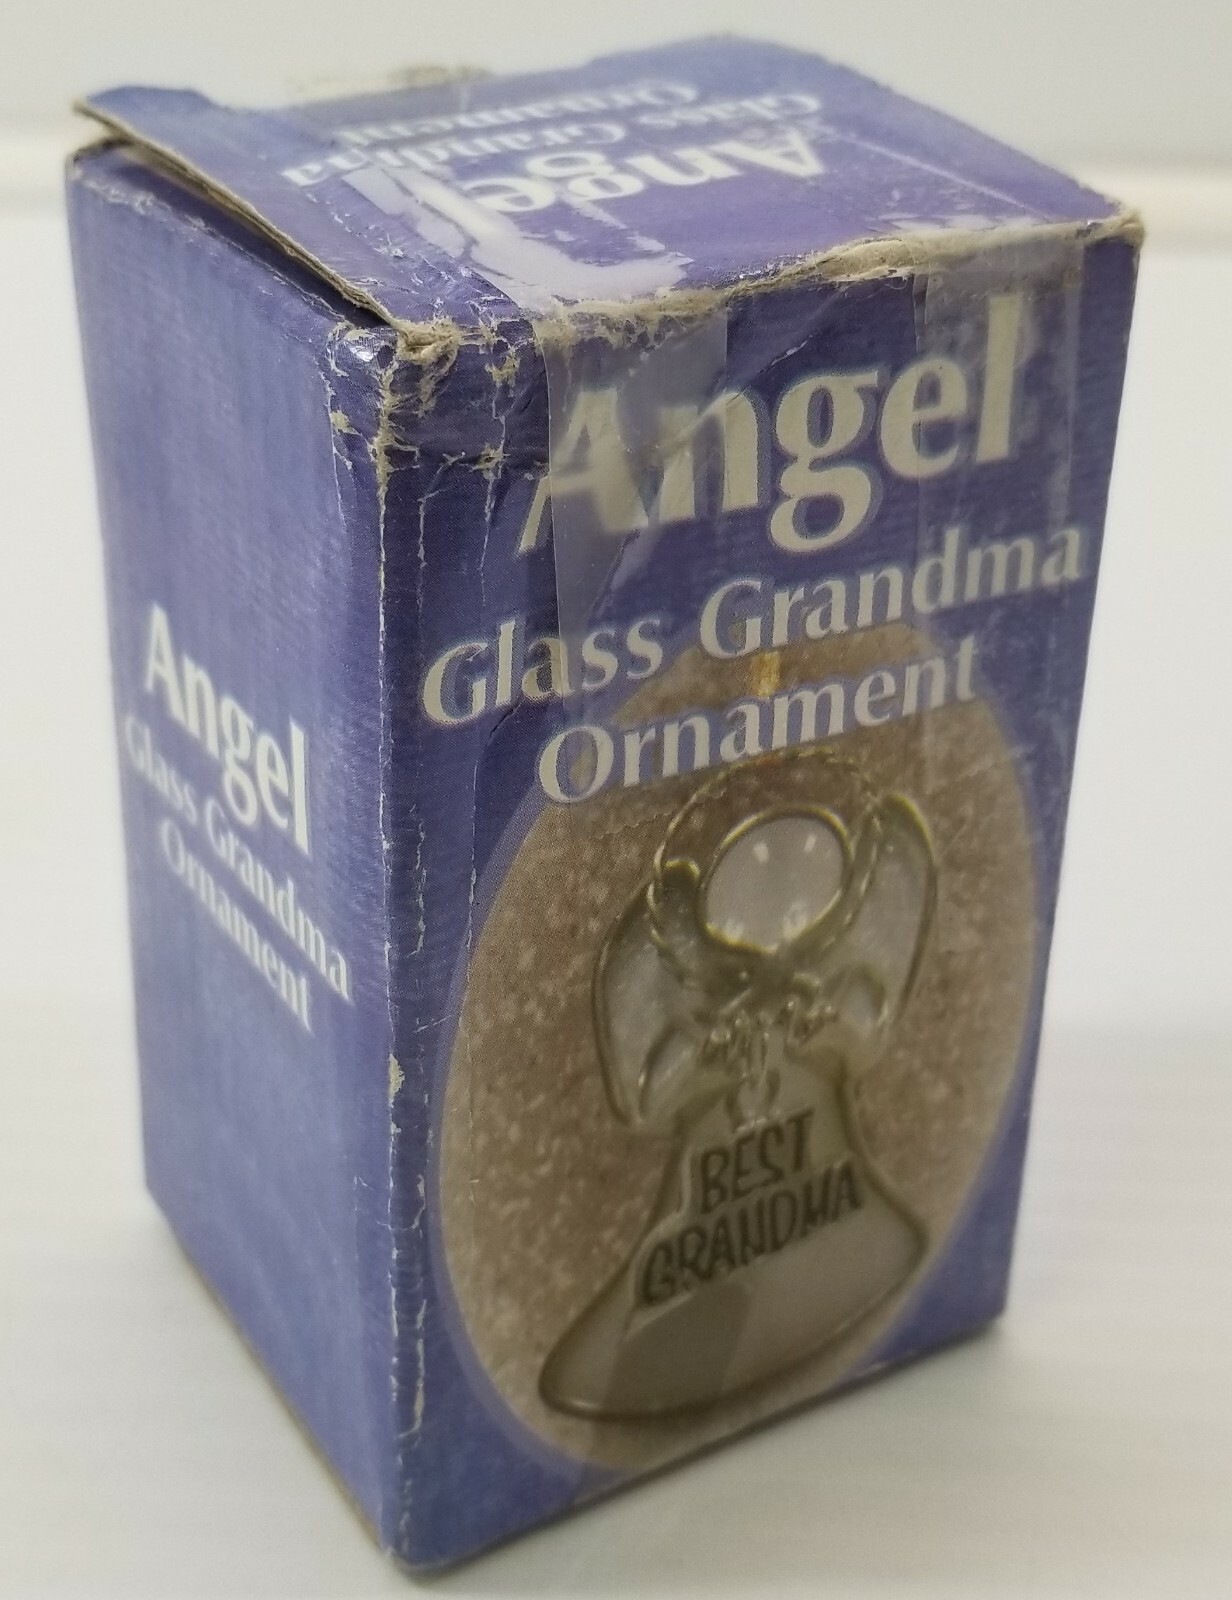 Angel
Glass Grandma
Ornament
Angel
Glass Grandma
Ornament
BEST
GRANDMA
Angel
Glass Grandma
Ornament